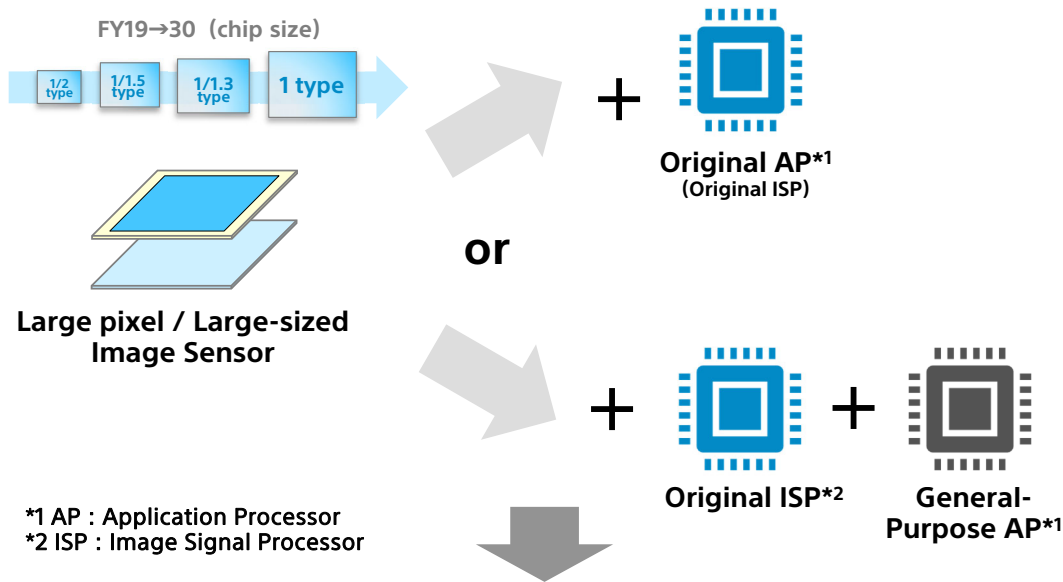 FY19→30 (chip size)
1/2
type
1/1.5
type
1/1.3
type
1 type
Large pixel / Large-sized
Image Sensor
or
+
Original AP*1
(Original ISP)
+
Original ISP*2
+
General-
Purpose AP*1
*1 AP : Application Processor
*2 ISP : Image Signal Processor